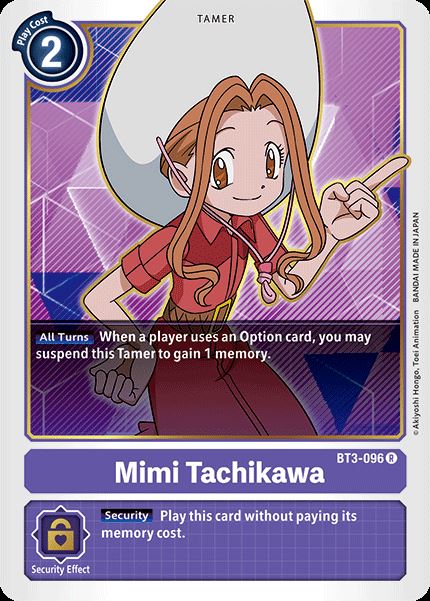 TAMER
Play Cost
2
All Turns When a player uses an Option card, you may
suspend this Tamer to gain 1 memory.
© Akiyoshi Hongo, Toei Animation BANDAI MADE IN JAPAN
BT3-096 R
Mimi Tachikawa
Security Play this card without paying its
memory cost.
Security Effect